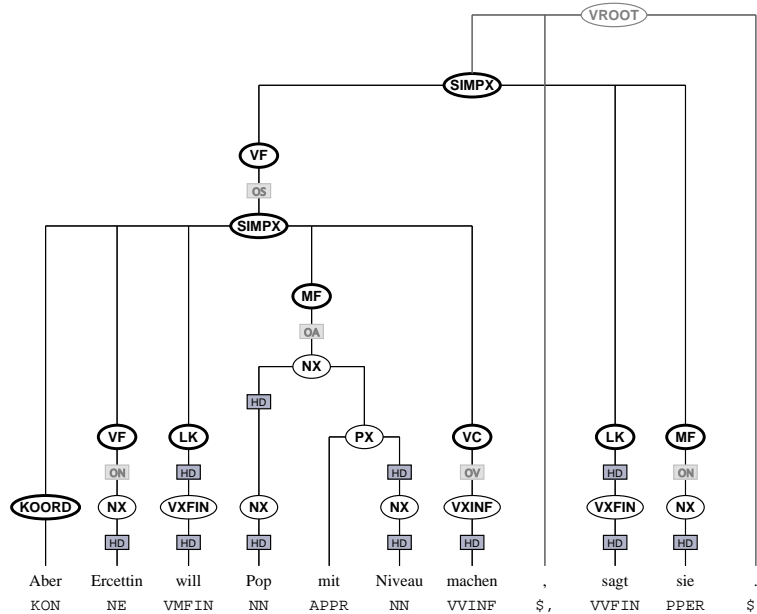 VROOT
SIMPX
VF
OS
SIMPX
MF
OA
NX
HD
VF LK PX VC LK MF
ON HD HD OV HD ON
KOORD NX VXFIN NX NX VXINF VXFIN NX
HD HD HD HD HD HD HD
Aber Ercettin will Pop mit Niveau machen , sagt sie .
KON NE VMFIN NN APPR NN VVINF $, VVFIN PPER $